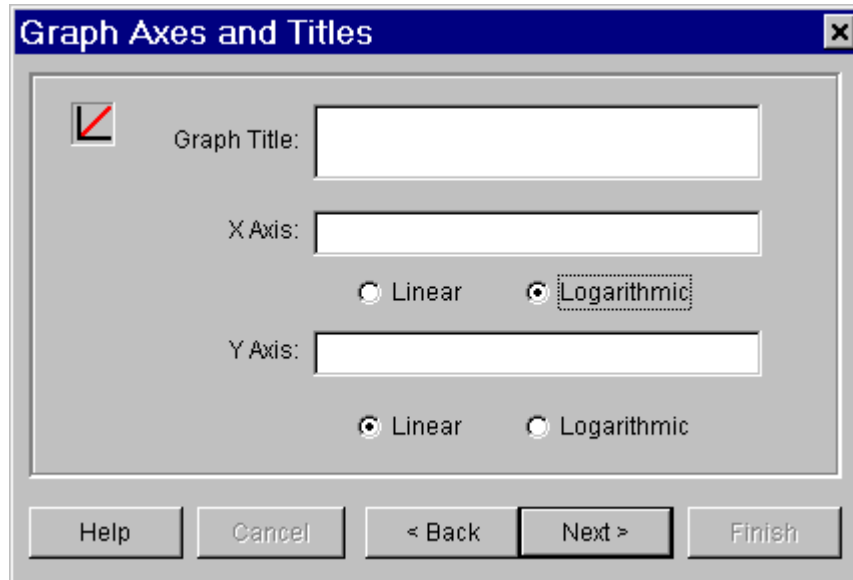 Graph Axes and Titles
Graph Title:
X Axis:
Linear Logarithmic
Y Axis:
Linear Logarithmic
Help Cancel < Back Next > Finish